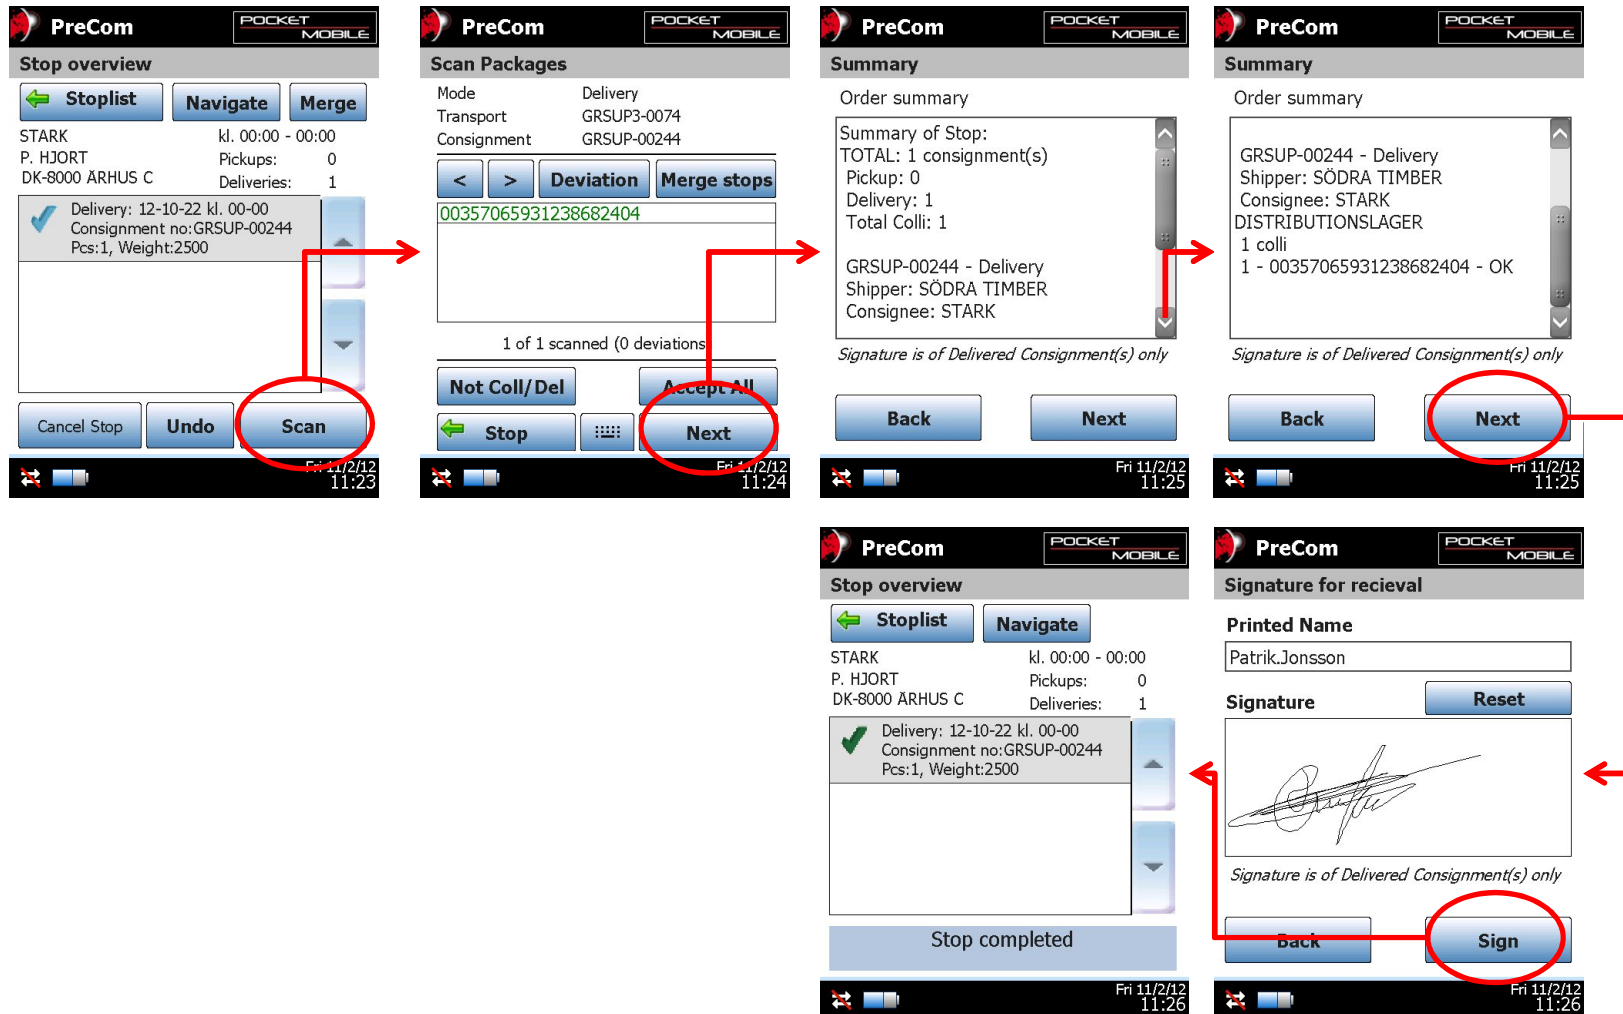 PreCom
POCKET MOBILE
Stop overview
Stoplist Navigate Merge
STARK kl. 00:00 - 00:00
P. HJORT Pickups: 0
DK-8000 ÄRHUS C Deliveries: 1
Delivery: 12-10-22 kl. 00-00
Consignment no:GRSUP-00244
Pcs:1, Weight:2500
Cancel Stop Undo Scan
Fri 11/2/12
11:23
PreCom
POCKET MOBILE
Scan Packages
Mode Delivery
Transport GRSUP3-0074
Consignment GRSUP-00244
< > Deviation Merge stops
00357065931238682404
1 of 1 scanned (0 deviations)
Not Coll/Del Accept All
Stop Next
Fri 11/2/12
11:24
PreCom
POCKET MOBILE
Summary
Order summary
Summary of Stop:
TOTAL: 1 consignment(s)
Pickup: 0
Delivery: 1
Total Colli: 1
GRSUP-00244 - Delivery
Shipper: SÖDRA TIMBER
Consignee: STARK
Signature is of Delivered Consignment(s) only
Back Next
Fri 11/2/12
11:25
PreCom
POCKET MOBILE
Summary
Order summary
GRSUP-00244 - Delivery
Shipper: SÖDRA TIMBER
Consignee: STARK
DISTRIBUTIONSLAGER
1 colli
1 - 00357065931238682404 - OK
Signature is of Delivered Consignment(s) only
Back Next
Fri 11/2/12
11:25
PreCom
POCKET MOBILE
Stop overview
Stoplist Navigate
STARK kl. 00:00 - 00:00
P. HJORT Pickups: 0
DK-8000 ÄRHUS C Deliveries: 1
Delivery: 12-10-22 kl. 00-00
Consignment no:GRSUP-00244
Pcs:1, Weight:2500
Stop completed
Fri 11/2/12
11:26
PreCom
POCKET MOBILE
Signature for recieval
Printed Name
Patrik.Jonsson
Signature Reset
Signature is of Delivered Consignment(s) only
Back Sign
Fri 11/2/12
11:26